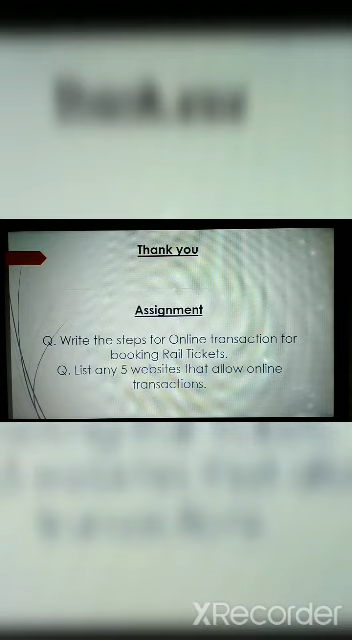 Thank you
Assignment
Q. Write the steps for Online transaction for
booking Rail Tickets.
Q. List any 5 websites that allow online
transactions.
XRecorder